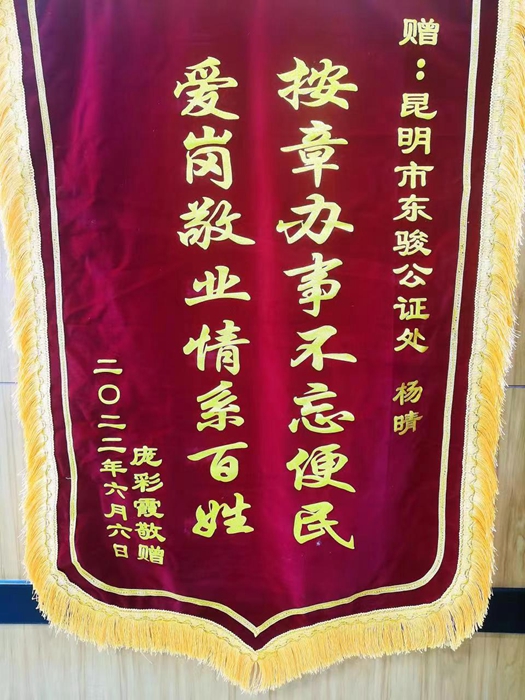 赠：昆明市东骏公证处 杨晴
按章办事不忘便民
爱岗敬业情系百姓
庞彩霞敬赠
二〇二二年六月六日